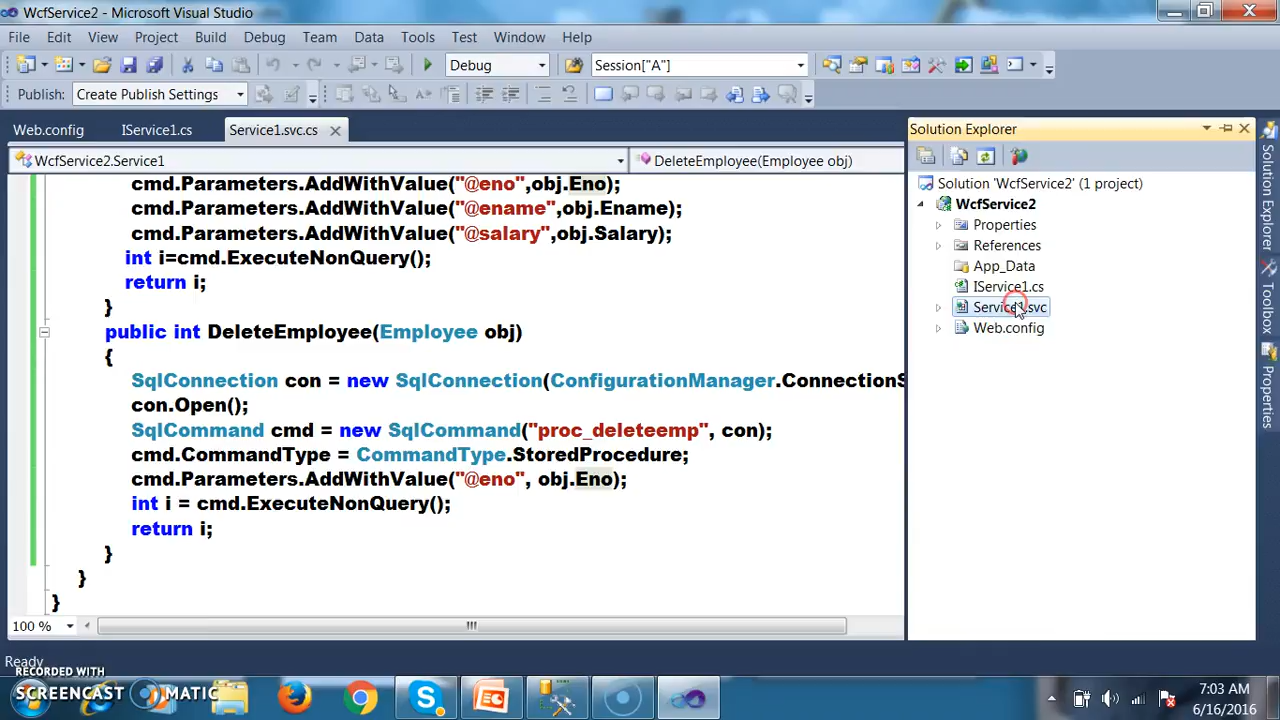 WcfService2 - Microsoft Visual Studio
File Edit View Project Build Debug Team Data Tools Test Window Help
Debug Session["A"]
Publish: Create Publish Settings
Web.config IService1.cs Service1.svc.cs
WcfService2.Service1 DeleteEmployee(Employee obj)
cmd.Parameters.AddWithValue("@eno",obj.Eno);
cmd.Parameters.AddWithValue("@ename",obj.Ename);
cmd.Parameters.AddWithValue("@salary",obj.Salary);
int i=cmd.ExecuteNonQuery();
return i;
}
public int DeleteEmployee(Employee obj)
{
SqlConnection con = new SqlConnection(ConfigurationManager.ConnectionS
con.Open();
SqlCommand cmd = new SqlCommand("proc_deleteemp", con);
cmd.CommandType = CommandType.StoredProcedure;
cmd.Parameters.AddWithValue("@eno", obj.Eno);
int i = cmd.ExecuteNonQuery();
return i;
}
}
}
100 %
Solution Explorer
Solution 'WcfService2' (1 project)
WcfService2
Properties
References
App_Data
IService1.cs
Service1.svc
Web.config
Solution Explorer
Toolbox
Properties
Ready
RECORDED WITH
SCREENCAST MATIC
7:03 AM
6/16/2016